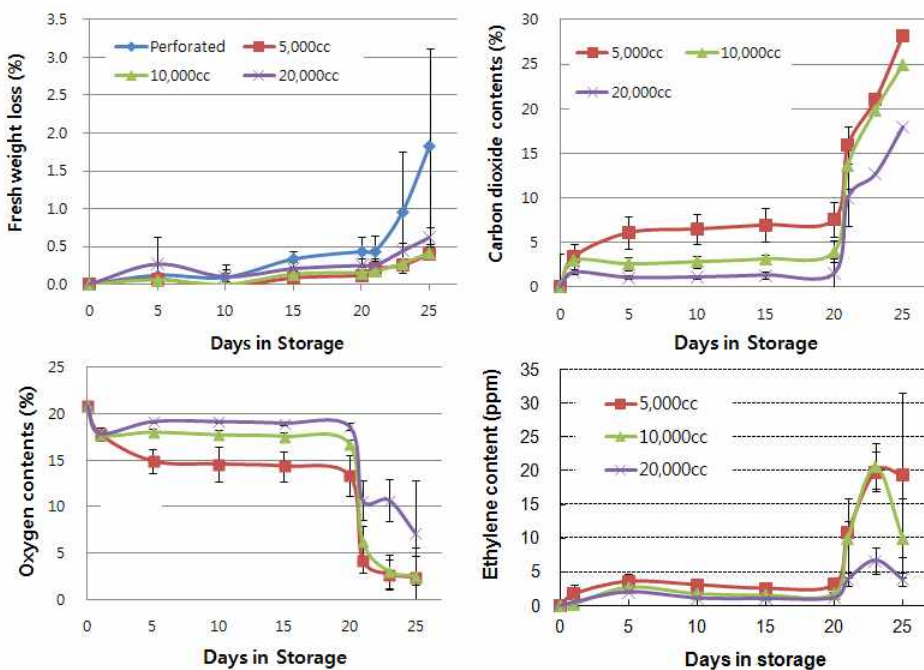 Fresh weight loss (%)
3.5
3.0
2.5
2.0
1.5
1.0
0.5
0.0
Perforated
5,000cc
10,000cc
20,000cc
0 5 10 15 20 25
Days in Storage
Carbon dioxide contents (%)
30
25
20
15
10
5
0
5,000cc
10,000cc
20,000cc
0 5 10 15 20 25
Days in Storage
Oxygen contents (%)
25
20
15
10
5
0
0 5 10 15 20 25
Days in Storage
Ethylene content (ppm)
35
30
25
20
15
10
5
0
5,000cc
10,000cc
20,000cc
0 5 10 15 20 25
Days in storage